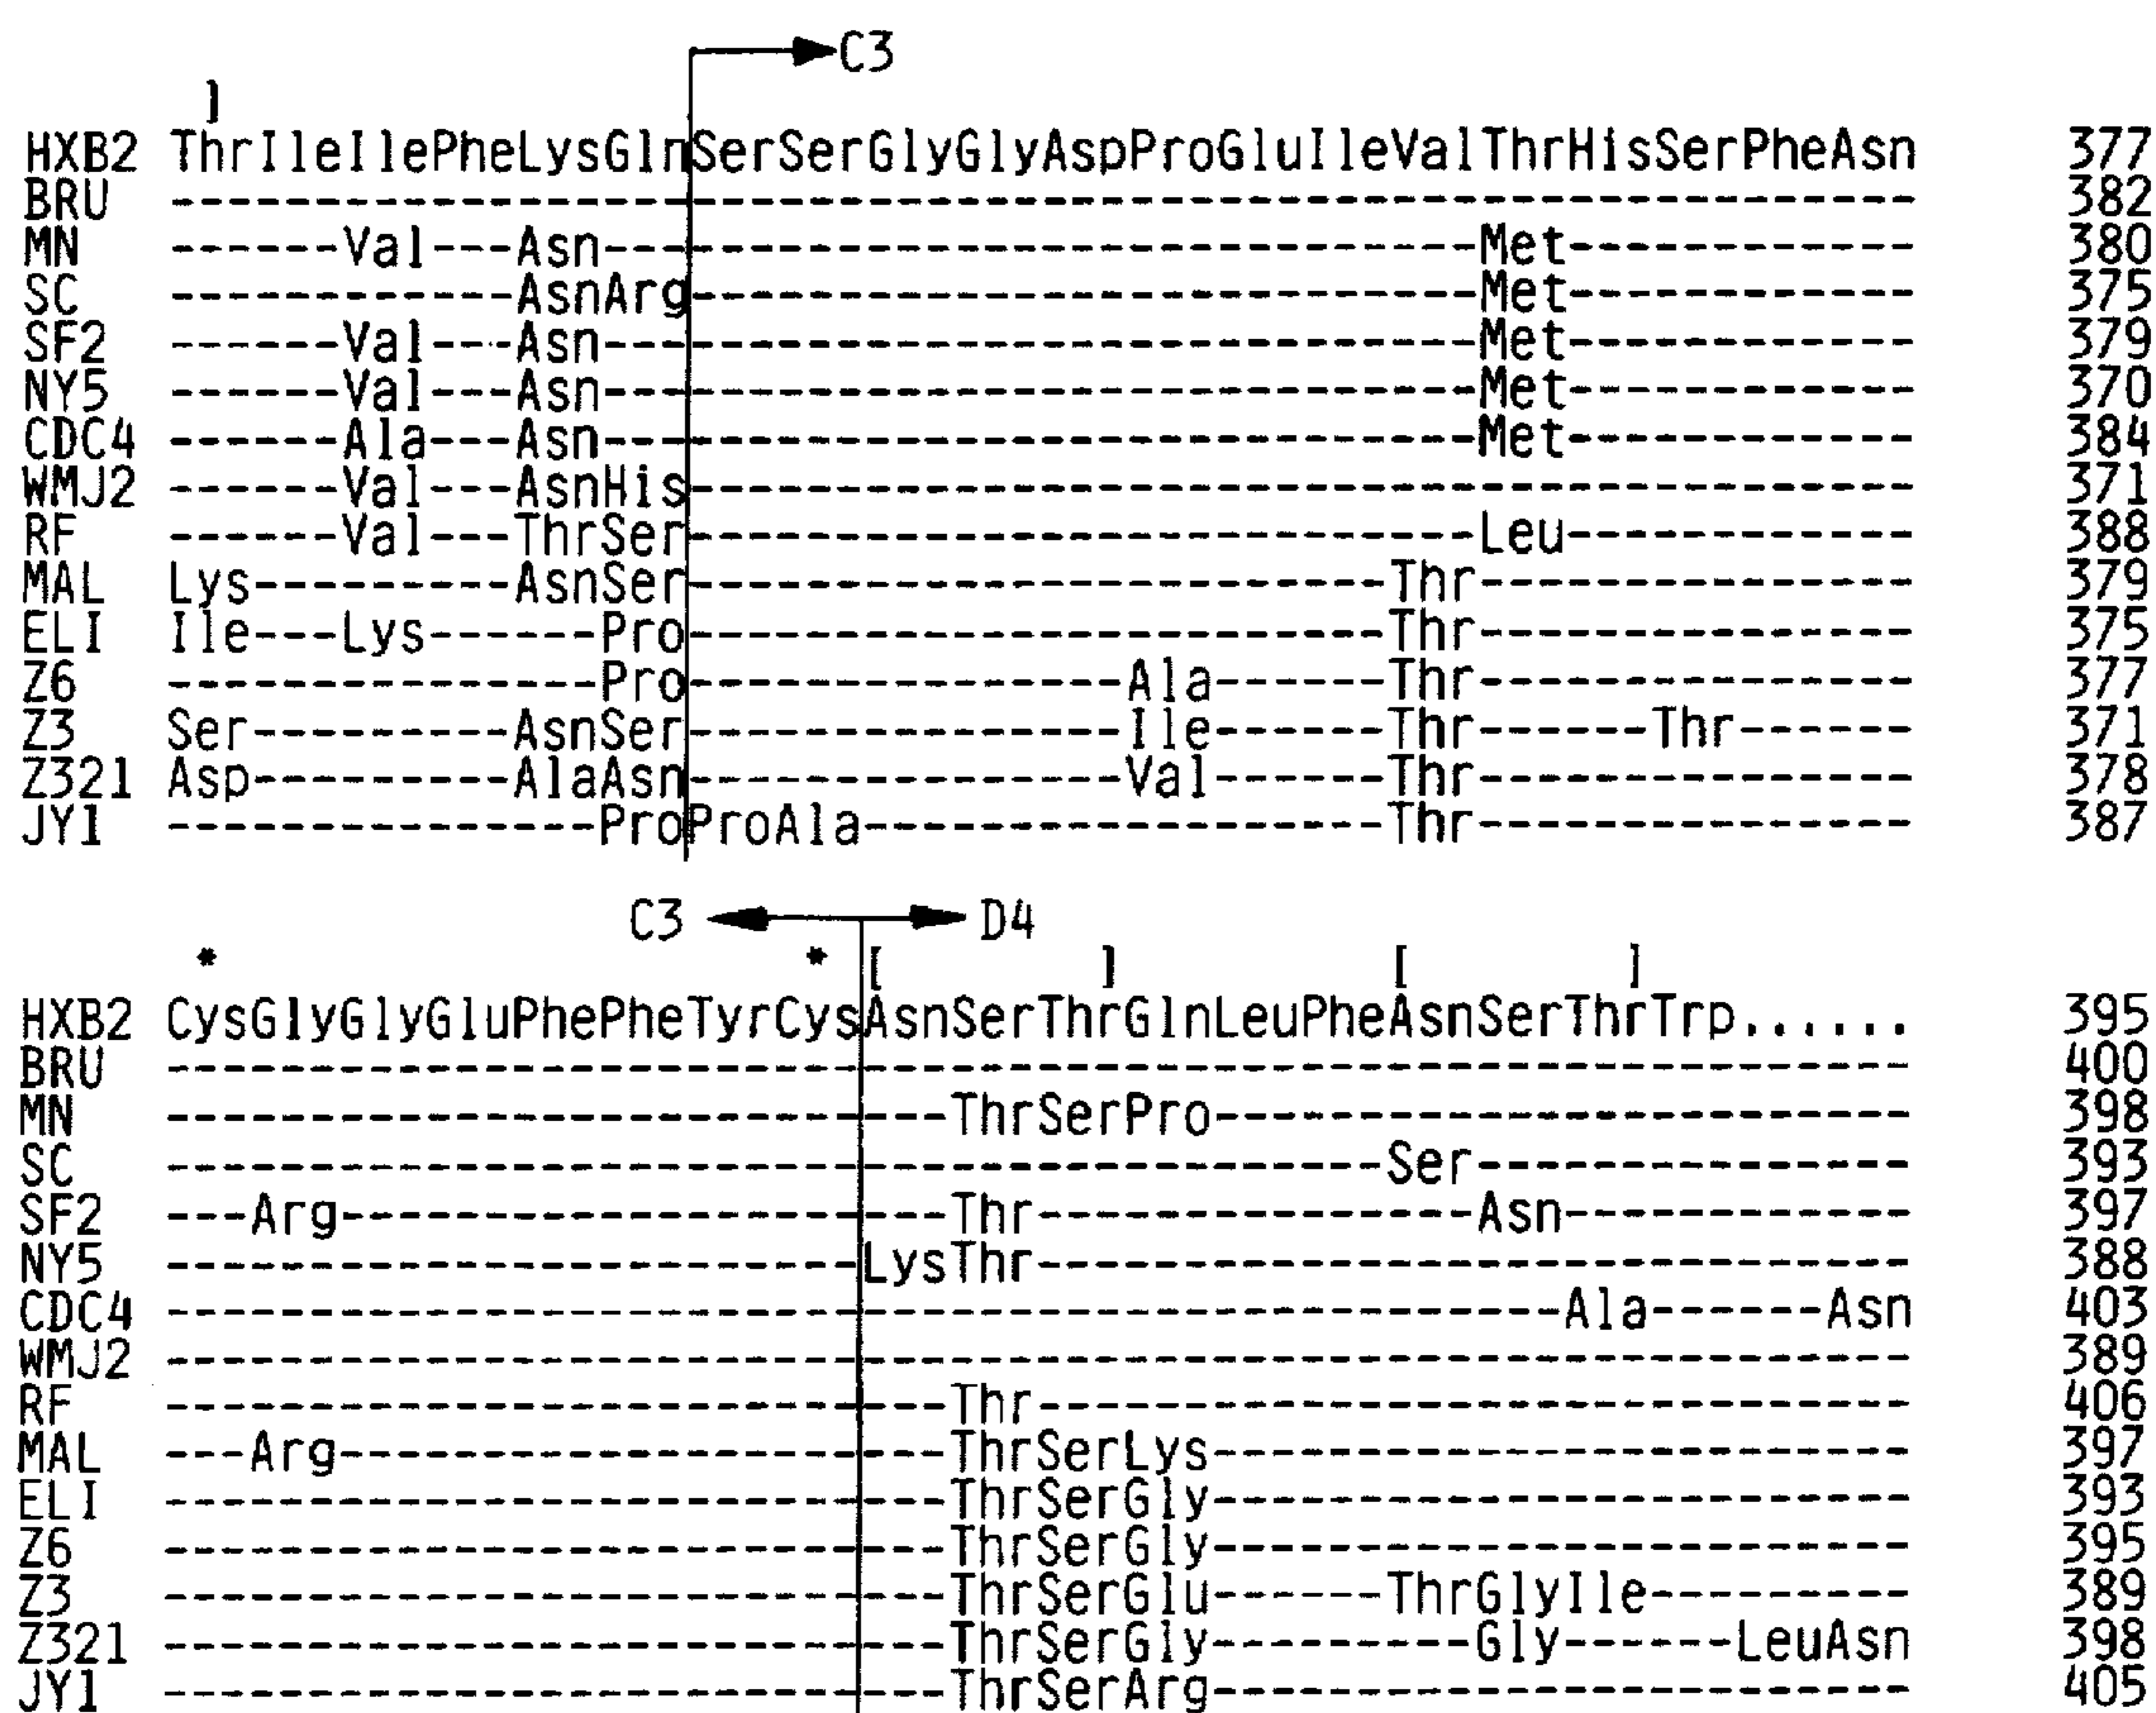 C3
]
HXB2 ThrIleIlePheLysGlnSerSerGlyGlyAspProGluIleValThrHisSerPheAsn 377
BRU ------------------------------------------------------------ 382
MN ------Val---Asn------------------------------Met------------ 380
SC ------------AsnArg---------------------------Met------------ 375
SF2 ------Val---Asn------------------------------Met------------ 379
NY5 ------Val---Asn------------------------------Met------------ 370
CDC4 ------Ala---Asn------------------------------Met------------ 384
WMJ2 ------Val---AsnHis------------------------------------------ 371
RF ------Val---ThrSer---------------------------Leu------------ 388
MAL Lys---------AsnSer------------------------Thr--------------- 379
ELI Ile---Lys------Pro------------------------Thr--------------- 375
Z6 ---------------Pro---------------Ala------Thr--------------- 377
Z3 Ser---------AsnSer---------------Ile------Thr------Thr------ 371
Z321 Asp---------AlaAsn---------------Val------Thr--------------- 378
JY1 ---------------ProProAla------------------Thr--------------- 387
C3 D4
* * [ ] [ ]
HXB2 CysGlyGlyGluPhePheTyrCysAsnSerThrGlnLeuPheAsnSerThrTrp...... 395
BRU ------------------------------------------------------------ 400
MN ---------------------------ThrSerPro------------------------ 398
SC ------------------------------------------Ser--------------- 393
SF2 ---Arg---------------------Thr---------------Asn------------ 397
NY5 ------------------------LysThr------------------------------ 388
CDC4 ------------------------------------------------Ala------Asn 403
WMJ2 ------------------------------------------------------------ 389
RF ---------------------------Thr------------------------------ 406
MAL ---Arg---------------------ThrSerLys------------------------ 397
ELI ---------------------------ThrSerGly------------------------ 393
Z6 ---------------------------ThrSerGly------------------------ 395
Z3 ---------------------------ThrSerGlu------ThrGlyIle--------- 389
Z321 ---------------------------ThrSerGly---------Gly------LeuAsn 398
JY1 ---------------------------ThrSerArg------------------------ 405